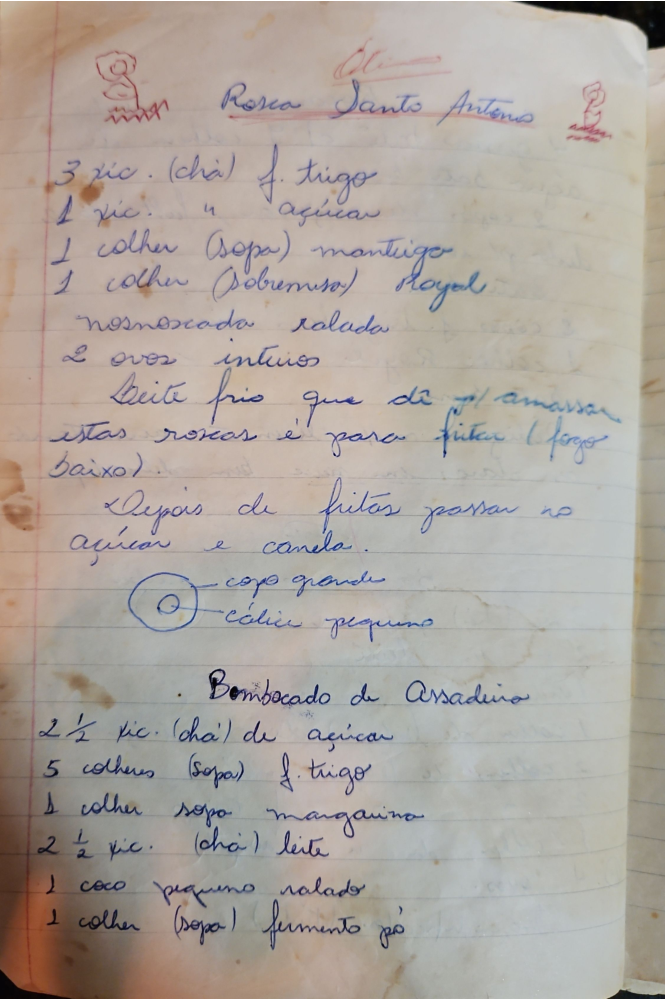 Ótimo
Rosca Santo Antonio
3 xic. (chá) f. trigo
1 xic. " açúcar
1 colher (sopa) manteiga
1 colher (sobremesa) Royal
nosnoscada ralada
2 ovos inteiros
Leite frio que dê p/ amassar
estas roscas é para fritar (fogo
baixo).
Depois de fritas passar no
açúcar e canela.
copo grande
cálice pequeno
Bombocado de Assadeira
2 1/2 xic. (chá) de açúcar
5 colheres (sopa) f. trigo
1 colher sopa margarina
2 1/2 xic. (chá) leite
1 coco pequeno ralado
1 colher (sopa) fermento pó